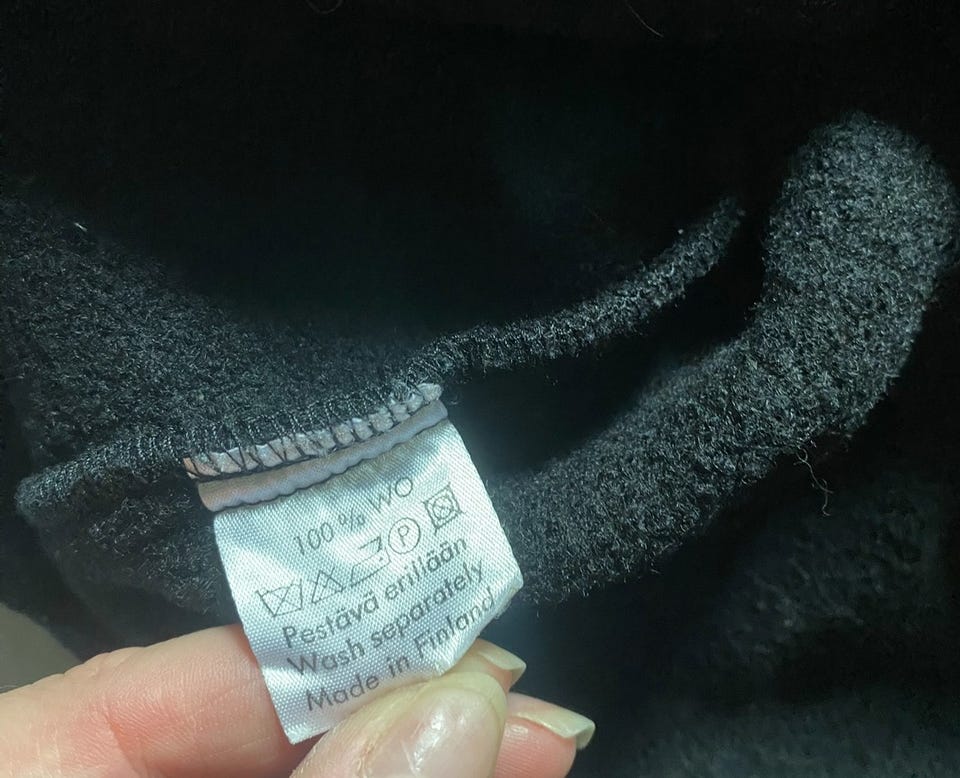 100 % WO
P
Pestävä erillään
Wash separately
Made in Finland